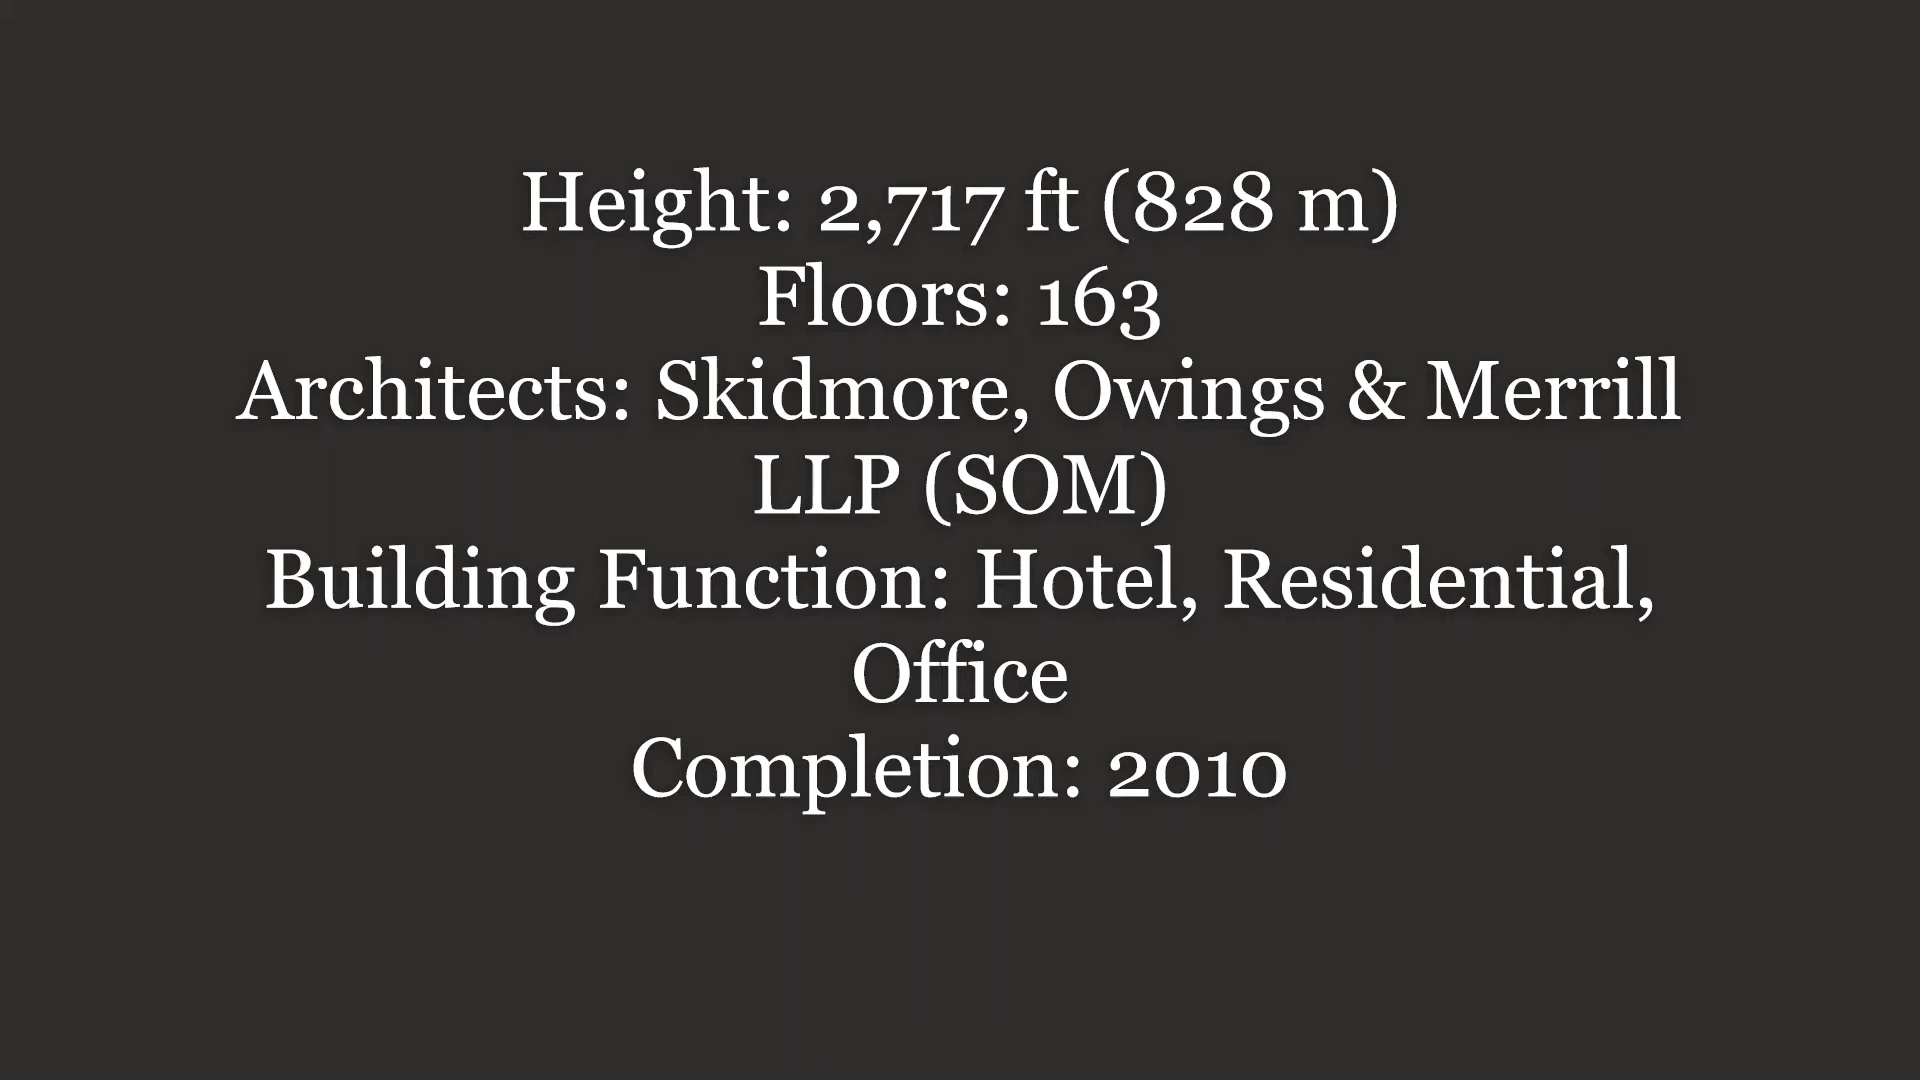 Height: 2,717 ft (828 m)
Floors: 163
Architects: Skidmore, Owings & Merrill
LLP (SOM)
Building Function: Hotel, Residential,
Office
Completion: 2010